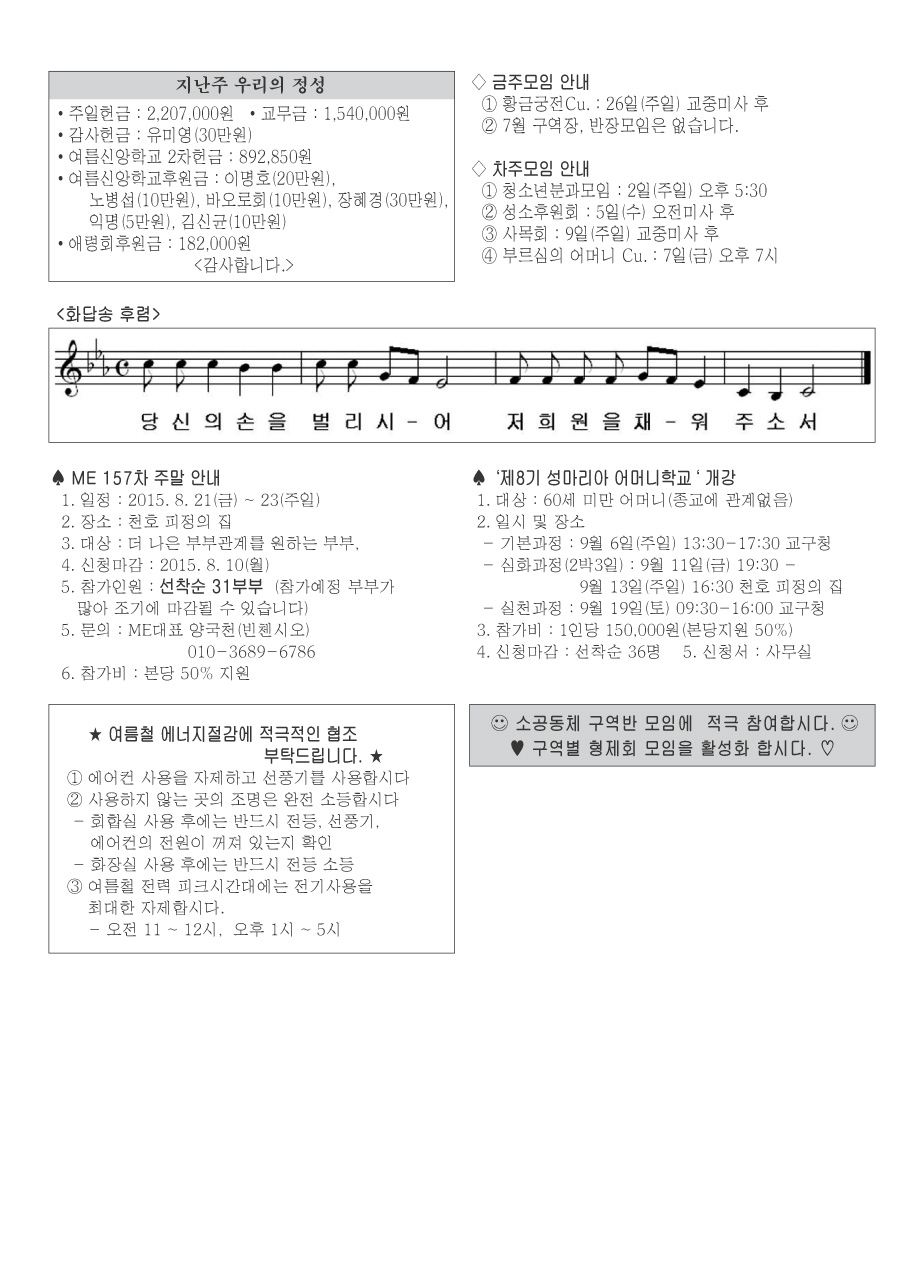 지난주 우리의 정성
• 주일헌금 : 2,207,000원 • 교무금 : 1,540,000원
• 감사헌금 : 유미영(30만원)
• 여름신앙학교 2차헌금 : 892,850원
• 여름신앙학교후원금 : 이명호(20만원),
노병섭(10만원), 바오로회(10만원), 장혜경(30만원),
익명(5만원), 김신균(10만원)
• 애령회후원금 : 182,000원
<감사합니다.>
◇ 금주모임 안내
① 황금궁전Cu. : 26일(주일) 교중미사 후
② 7월 구역장, 반장모임은 없습니다.
◇ 차주모임 안내
① 청소년분과모임 : 2일(주일) 오후 5:30
② 성소후원회 : 5일(수) 오전미사 후
③ 사목회 : 9일(주일) 교중미사 후
④ 부르심의 어머니 Cu. : 7일(금) 오후 7시
<화답송 후렴>
당 신 의 손 을 벌 리 시 - 어 저 희 원 을 채 - 워 주 소 서
♠ ME 157차 주말 안내
1. 일정 : 2015. 8. 21(금) ~ 23(주일)
2. 장소 : 천호 피정의 집
3. 대상 : 더 나은 부부관계를 원하는 부부,
4. 신청마감 : 2015. 8. 10(월)
5. 참가인원 : 선착순 31부부 (참가예정 부부가
많아 조기에 마감될 수 있습니다)
5. 문의 : ME대표 양국천(빈첸시오)
010-3689-6786
6. 참가비 : 본당 50% 지원
♠ ‘제8기 성마리아 어머니학교 ‘ 개강
1. 대상 : 60세 미만 어머니(종교에 관계없음)
2. 일시 및 장소
- 기본과정 : 9월 6일(주일) 13:30-17:30 교구청
- 심화과정(2박3일) : 9월 11일(금) 19:30 -
9월 13일(주일) 16:30 천호 피정의 집
- 실천과정 : 9월 19일(토) 09:30-16:00 교구청
3. 참가비 : 1인당 150,000원(본당지원 50%)
4. 신청마감 : 선착순 36명 5. 신청서 : 사무실
★ 여름철 에너지절감에 적극적인 협조
부탁드립니다. ★
① 에어컨 사용을 자제하고 선풍기를 사용합시다
② 사용하지 않는 곳의 조명은 완전 소등합시다
- 회합실 사용 후에는 반드시 전등, 선풍기,
에어컨의 전원이 꺼져 있는지 확인
- 화장실 사용 후에는 반드시 전등 소등
③ 여름철 전력 피크시간대에는 전기사용을
최대한 자제합시다.
- 오전 11 ~ 12시, 오후 1시 ~ 5시
☺ 소공동체 구역반 모임에 적극 참여합시다. ☺
♥ 구역별 형제회 모임을 활성화 합시다. ♡